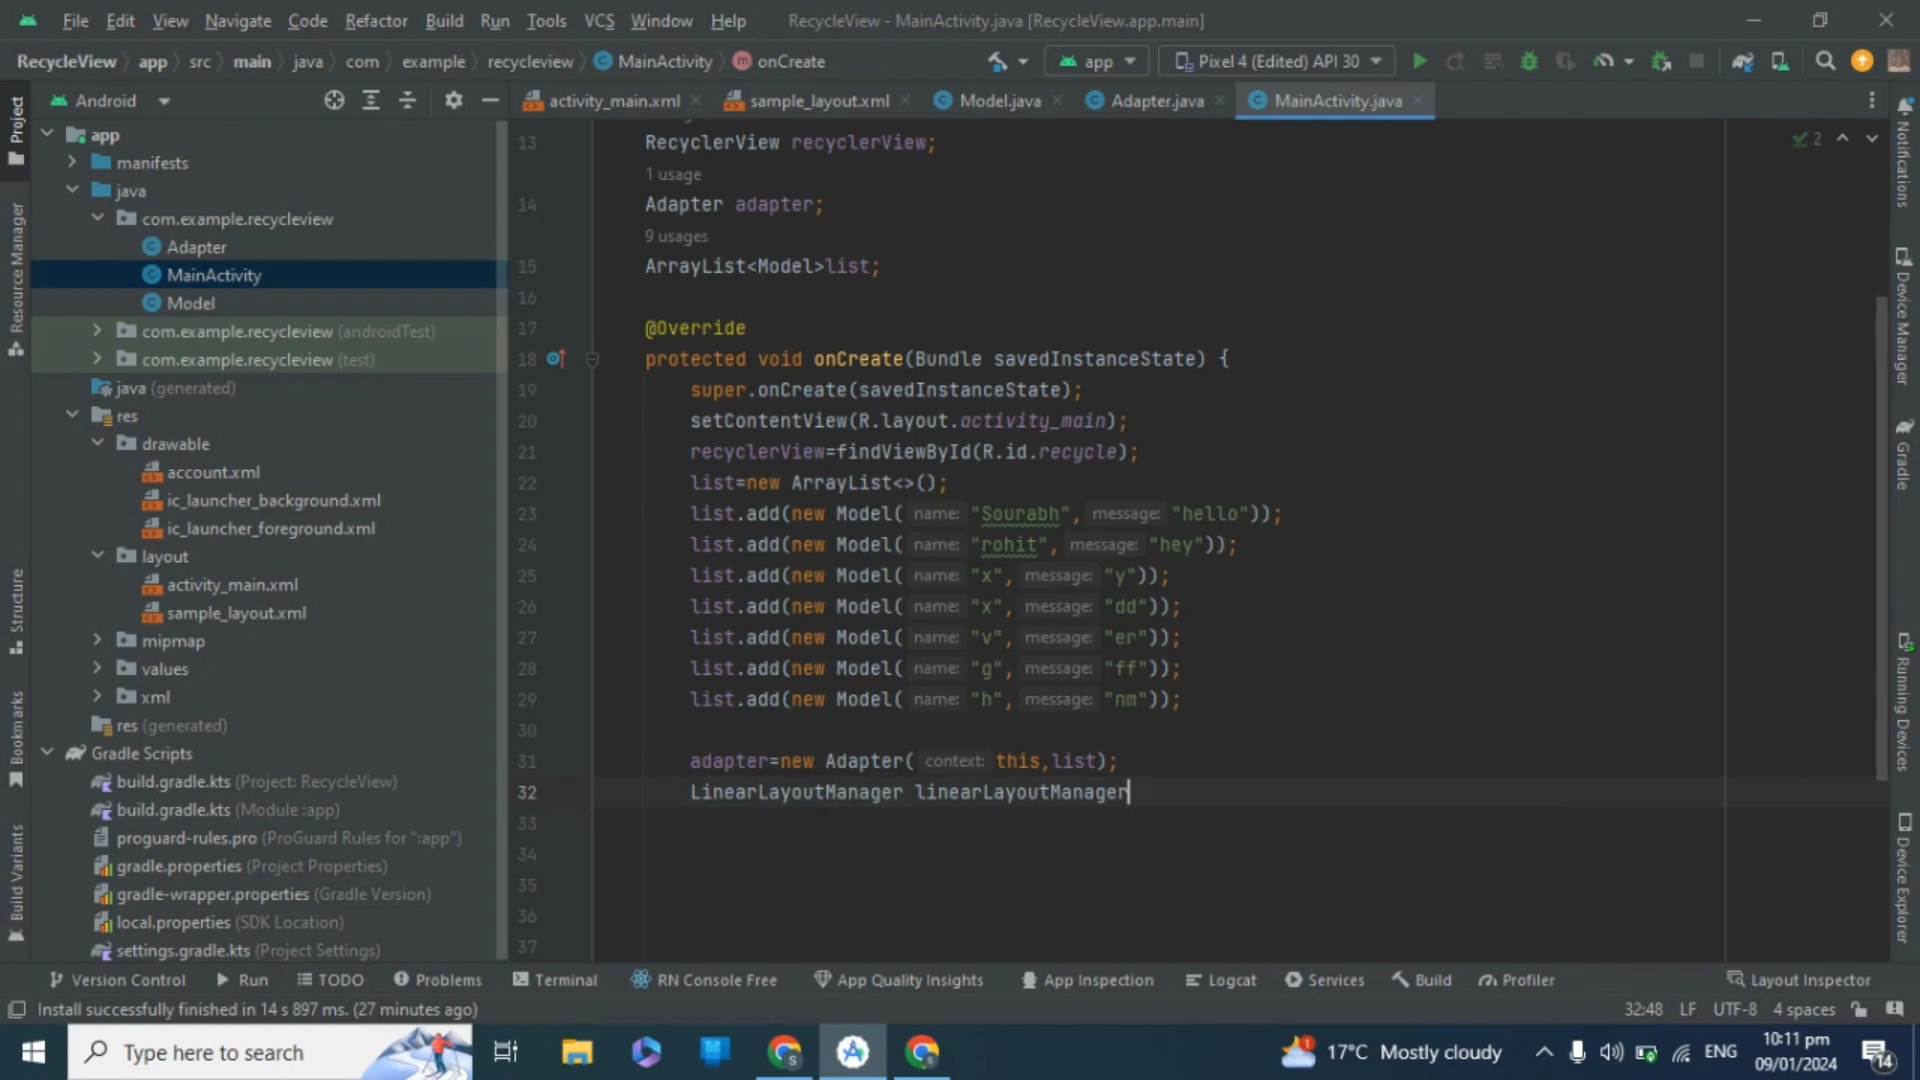 File Edit View Navigate Code Refactor Build Run Tools VCS Window Help RecycleView - MainActivity.java [RecycleView.app.main]
RecycleView app src main java com example recycleview MainActivity onCreate app Pixel 4 (Edited) API 30
Android activity_main.xml sample_layout.xml Model.java Adapter.java MainActivity.java
Project
Resource Manager
Structure
Bookmarks
Build Variants
app
manifests
java
com.example.recycleview
Adapter
MainActivity
Model
com.example.recycleview (androidTest)
com.example.recycleview (test)
java (generated)
res
drawable
account.xml
ic_launcher_background.xml
ic_launcher_foreground.xml
layout
activity_main.xml
sample_layout.xml
mipmap
values
xml
res (generated)
Gradle Scripts
build.gradle.kts (Project: RecycleView)
build.gradle.kts (Module :app)
proguard-rules.pro (ProGuard Rules for ":app")
gradle.properties (Project Properties)
gradle-wrapper.properties (Gradle Version)
local.properties (SDK Location)
settings.gradle.kts (Project Settings)
2
13 RecyclerView recyclerView;
1 usage
14 Adapter adapter;
9 usages
15 ArrayList<Model>list;
16
17 @Override
18 protected void onCreate(Bundle savedInstanceState) {
19 super.onCreate(savedInstanceState);
20 setContentView(R.layout.activity_main);
21 recyclerView=findViewById(R.id.recycle);
22 list=new ArrayList<>();
23 list.add(new Model( name: "Sourabh", message: "hello"));
24 list.add(new Model( name: "rohit", message: "hey"));
25 list.add(new Model( name: "x", message: "y"));
26 list.add(new Model( name: "x", message: "dd"));
27 list.add(new Model( name: "v", message: "er"));
28 list.add(new Model( name: "g", message: "ff"));
29 list.add(new Model( name: "h", message: "nm"));
30
31 adapter=new Adapter( context: this,list);
32 LinearLayoutManager linearLayoutManager
33
34
35
36
37
Notifications
Device Manager
Gradle
Running Devices
Device Explorer
Version Control Run TODO Problems Terminal RN Console Free App Quality Insights App Inspection Logcat Services Build Profiler Layout Inspector
Install successfully finished in 14 s 897 ms. (27 minutes ago) 32:48 LF UTF-8 4 spaces
Type here to search S S 1 17°C Mostly cloudy ENG 10:11 pm
09/01/2024 14